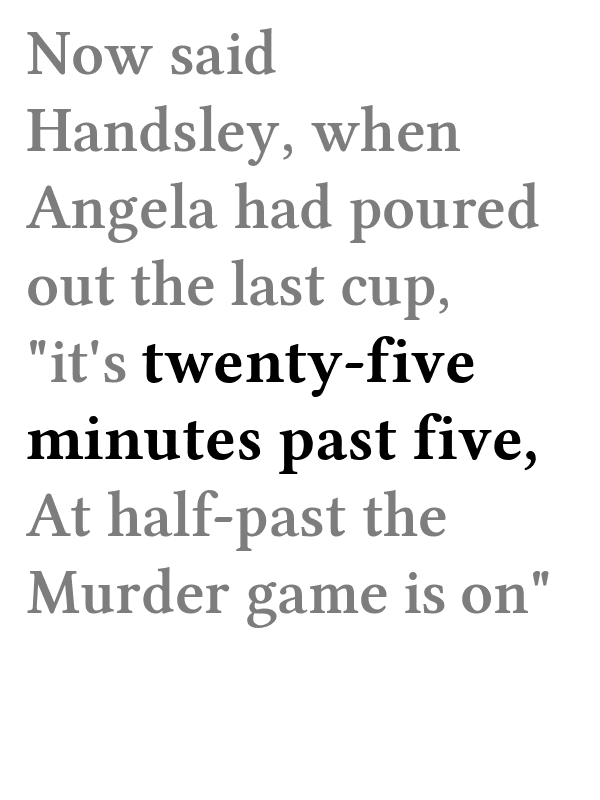 Now said
Handsley, when
Angela had poured
out the last cup,
"it's twenty-five
minutes past five,
At half-past the
Murder game is on"